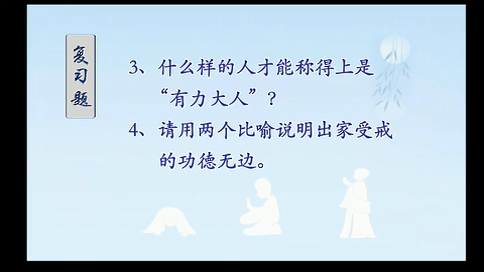 复习题
3、什么样的人才能称得上是
“有力大人”？
4、请用两个比喻说明出家受戒
的功德无边。